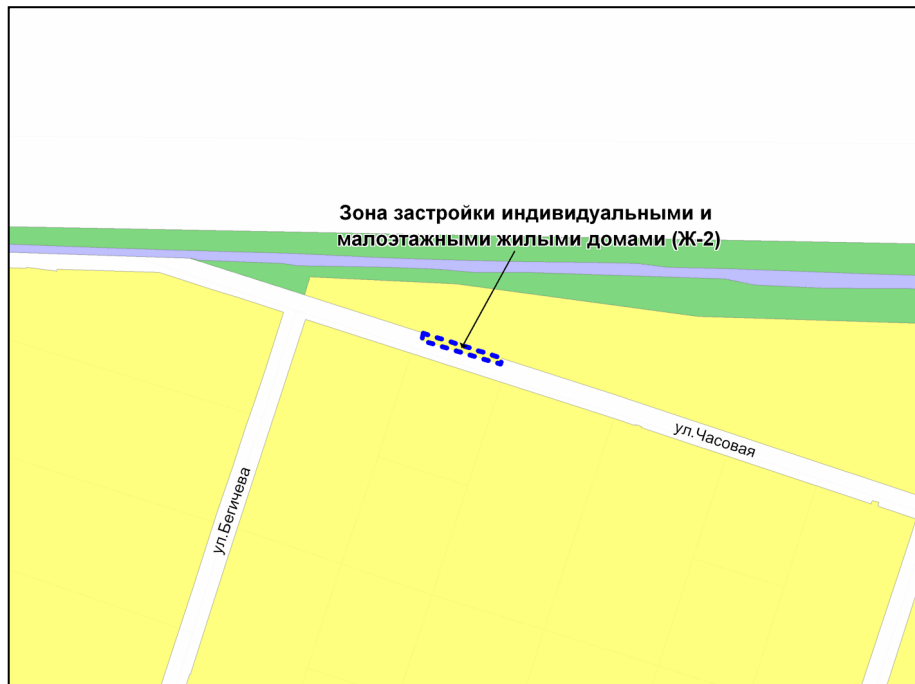 Зона застройки индивидуальными и
малоэтажными жилыми домами (Ж-2)
ул.Часовая
ул.Бегичева